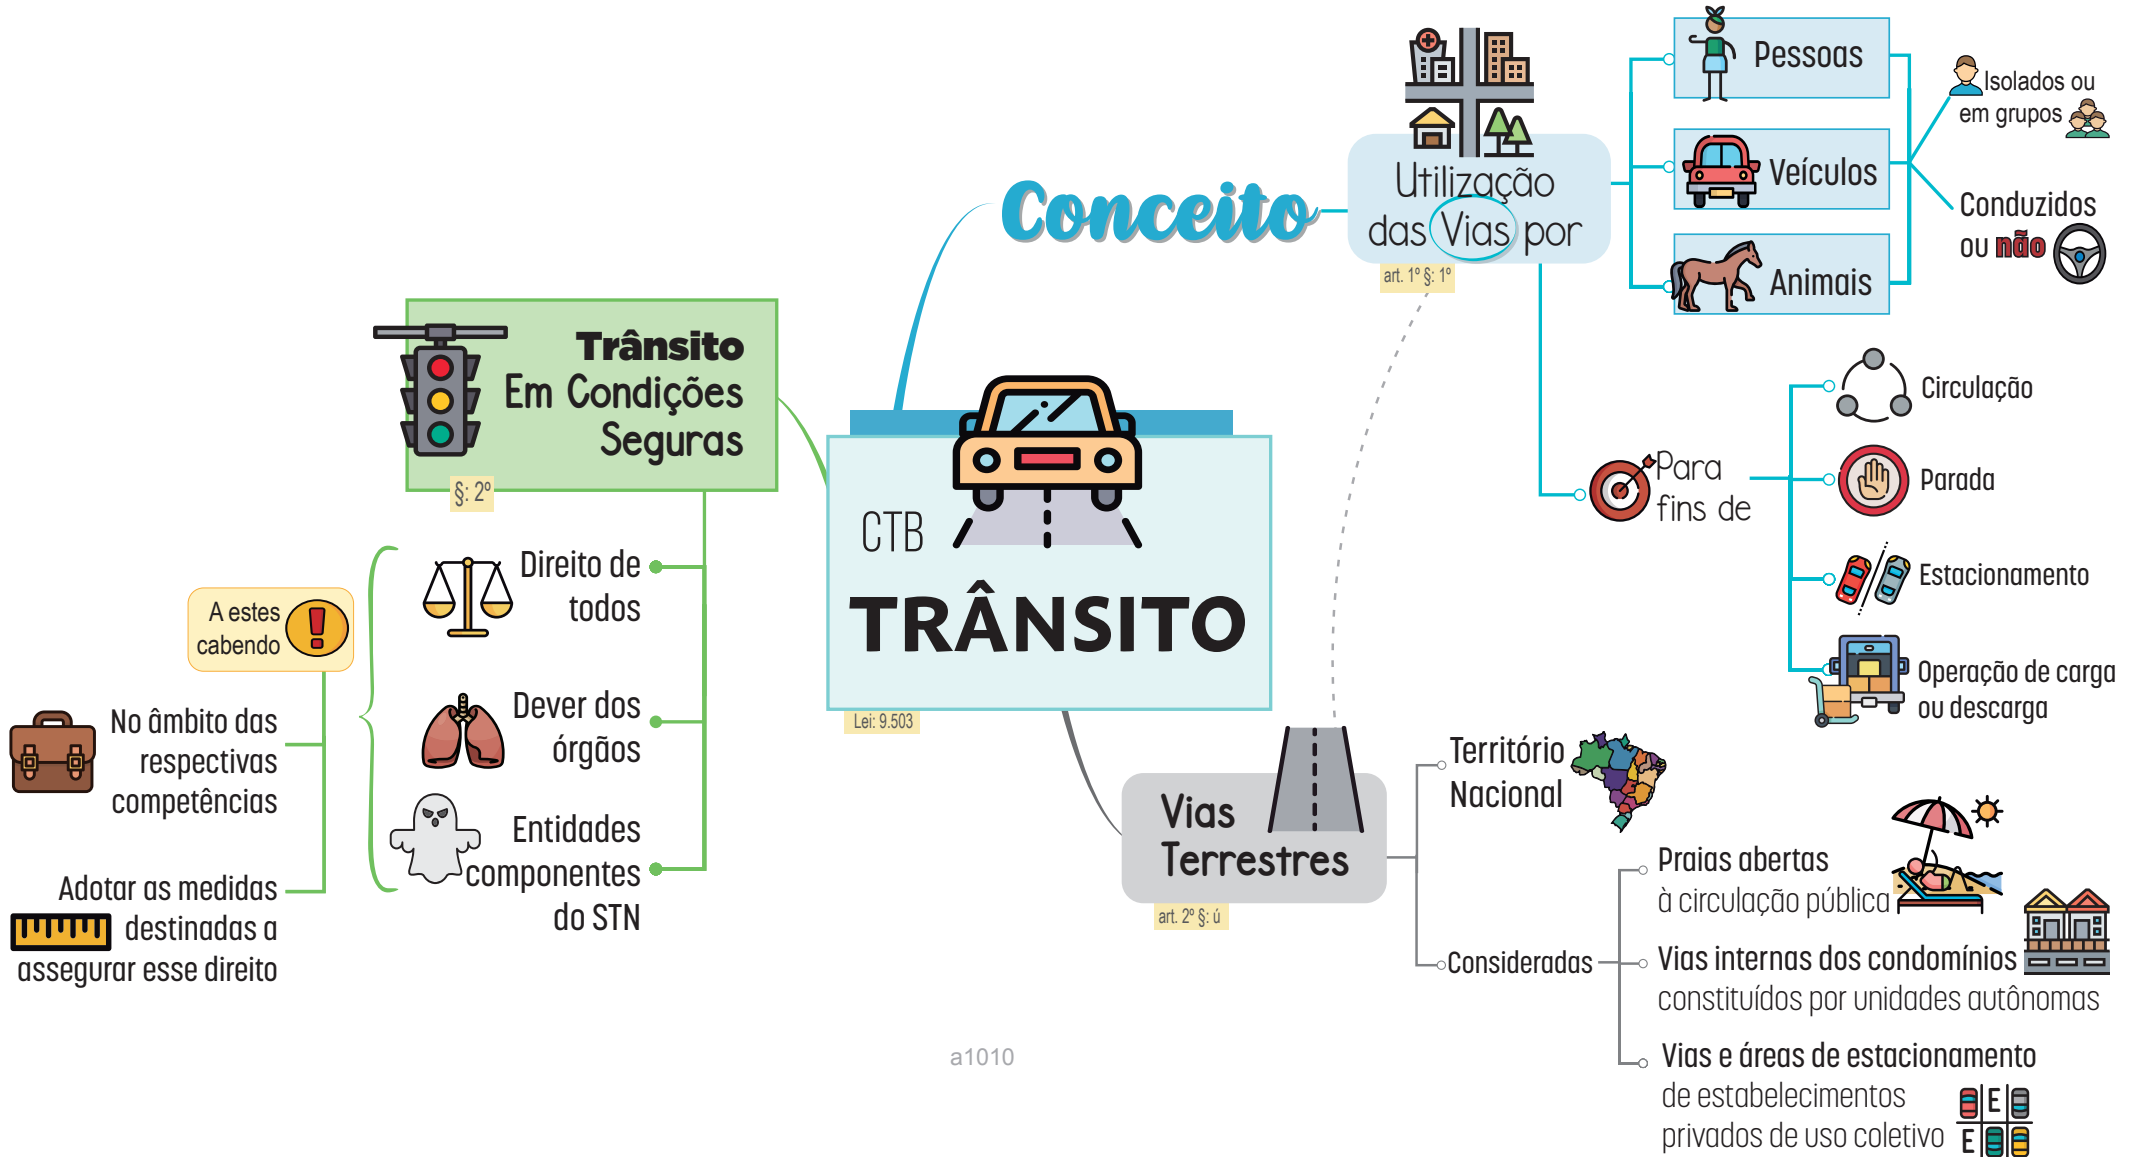 Conceito
Utilização
das Vias por
art. 1º §: 1º
Pessoas
Veículos
Animais
Isolados ou
em grupos
Conduzidos
ou não
Para
fins de
Circulação
Parada
Estacionamento
Operação de carga
ou descarga
Trânsito
Em Condições
Seguras
§: 2º
Direito de
todos
Dever dos
órgãos
Entidades
componentes
do STN
A estes
cabendo
No âmbito das
respectivas
competências
Adotar as medidas
destinadas a
assegurar esse direito
CTB
TRÂNSITO
Lei: 9.503
Vias
Terrestres
art. 2º §: ú
Território
Nacional
Consideradas
Praias abertas
à circulação pública
Vias internas dos condomínios
constituídos por unidades autônomas
Vias e áreas de estacionamento
de estabelecimentos
privados de uso coletivo
E
E
a1010